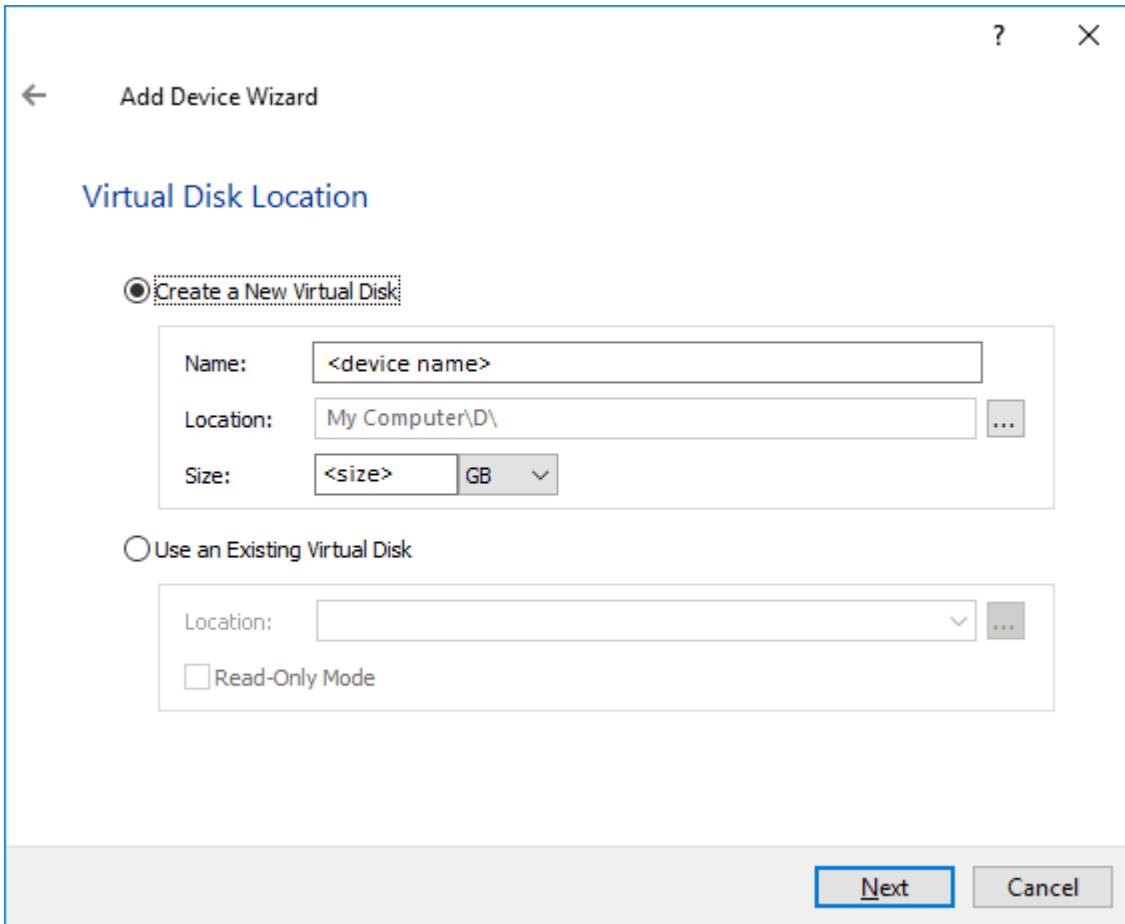 ?
Add Device Wizard
Virtual Disk Location
Create a New Virtual Disk
Name: <device name>
Location: My Computer\D\ ...
Size: <size> GB
Use an Existing Virtual Disk
Location: ...
Read-Only Mode
Next Cancel